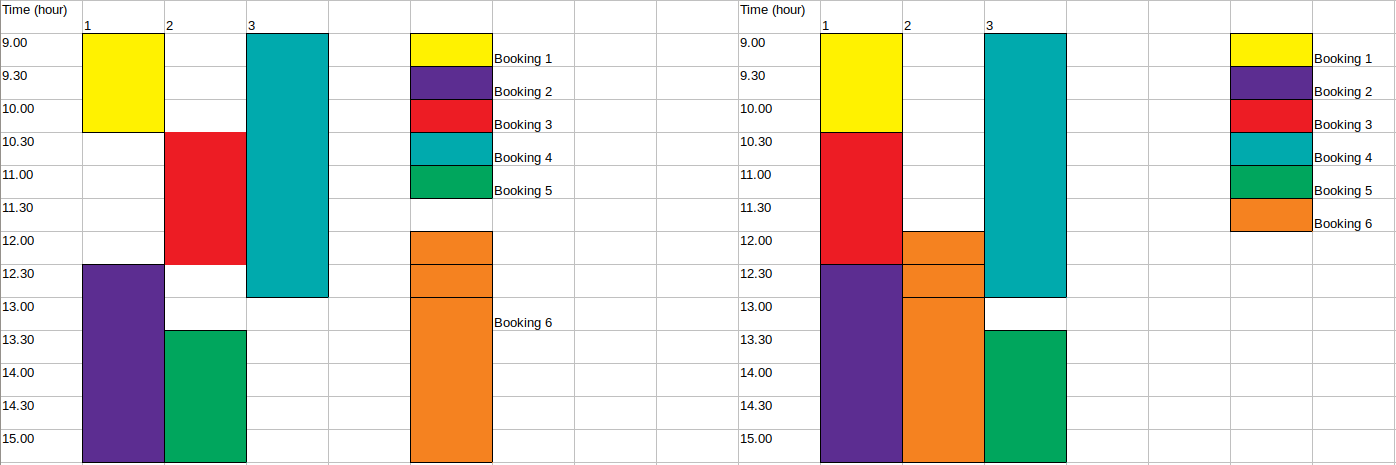 Time (hour) Time (hour)
1 2 3 1 2 3
9.00 Booking 1 9.00 Booking 1
9.30 Booking 2 9.30 Booking 2
10.00 Booking 3 10.00 Booking 3
10.30 Booking 4 10.30 Booking 4
11.00 Booking 5 11.00 Booking 5
11.30 11.30 Booking 6
12.00 12.00
12.30 12.30
13.00 Booking 6 13.00
13.30 13.30
14.00 14.00
14.30 14.30
15.00 15.00